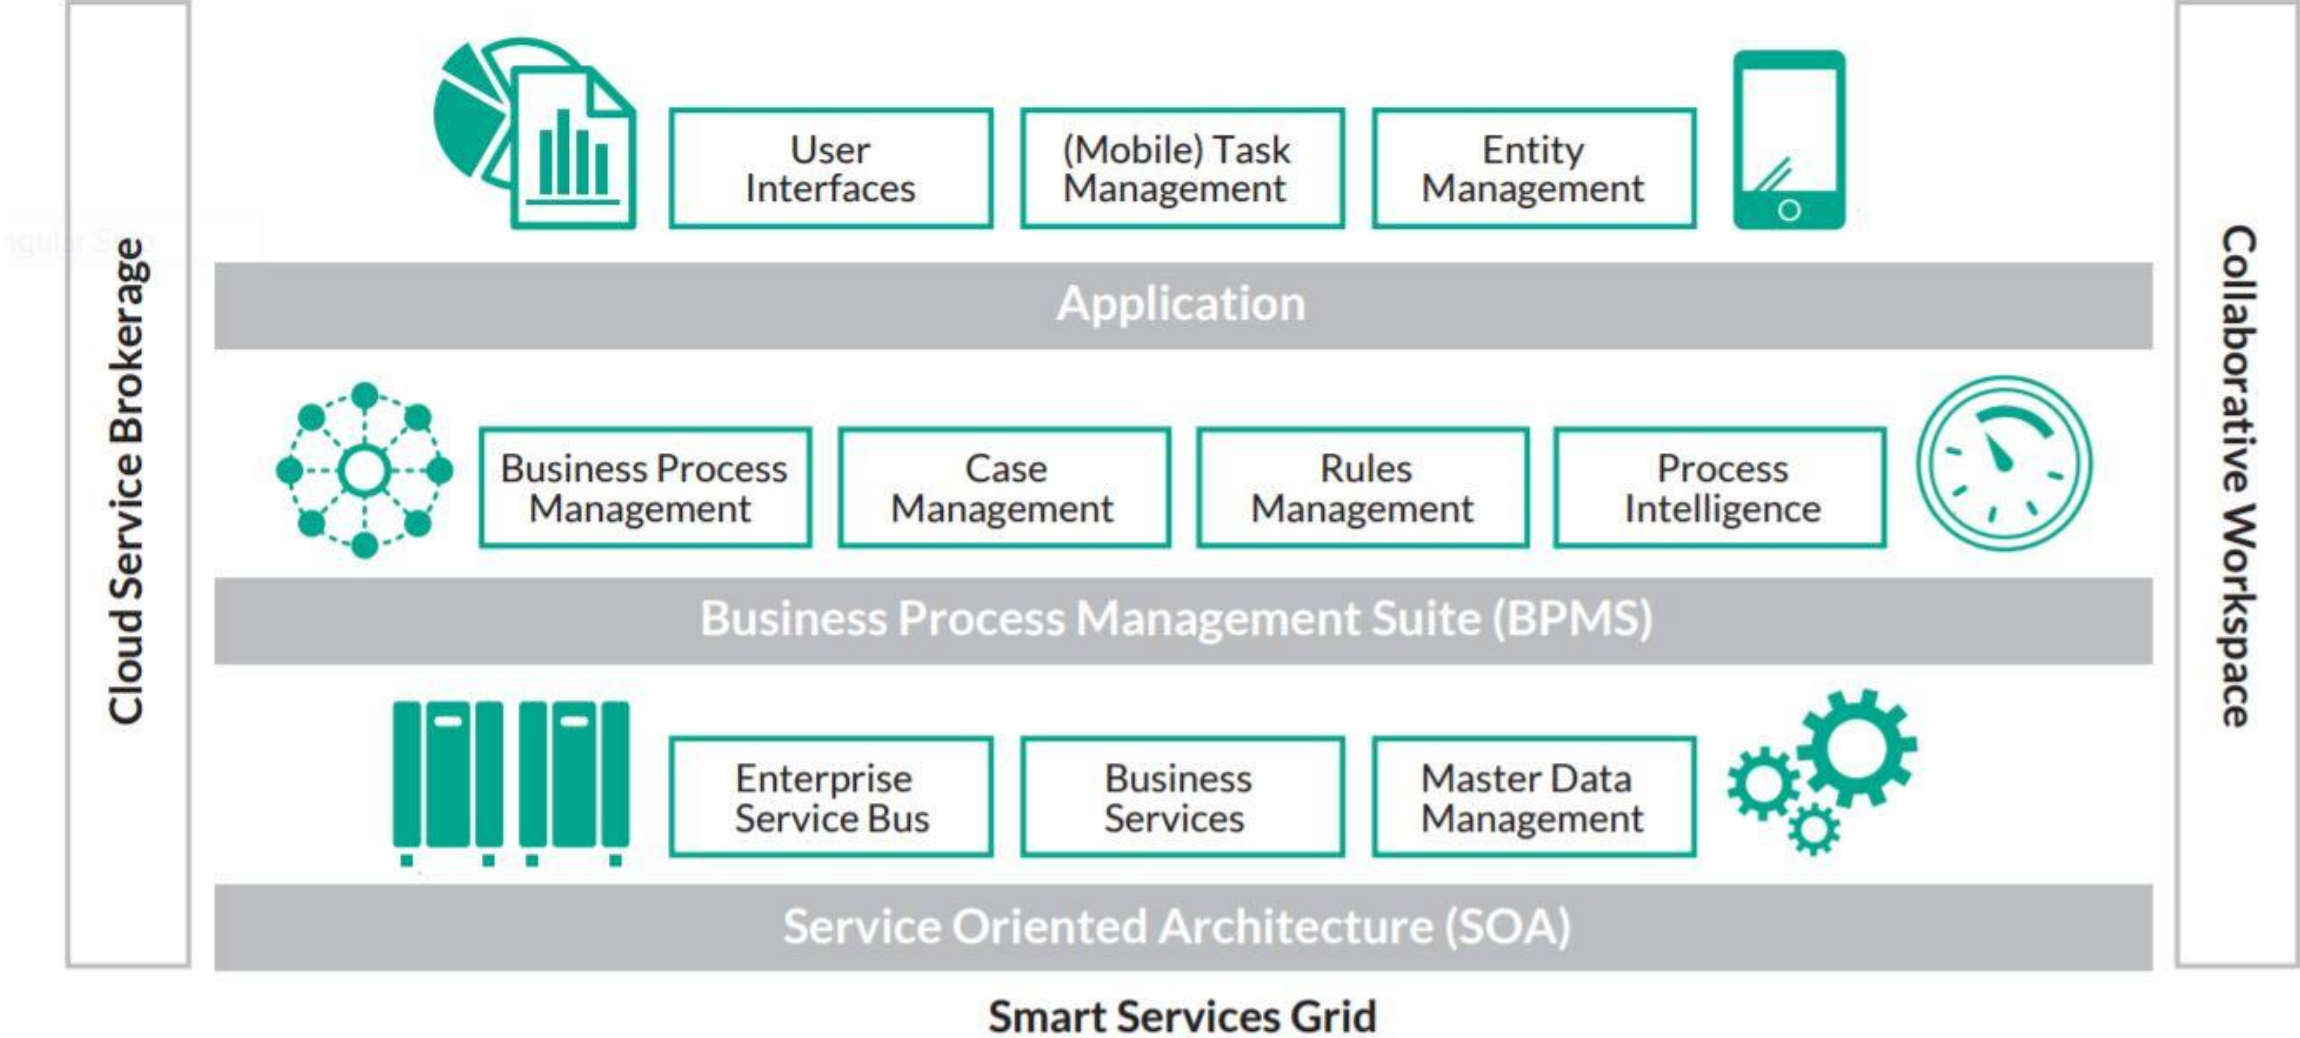 User
Interfaces
(Mobile) Task
Management
Entity
Management
Application
Cloud Service Brokerage
Collaborative Workspace
Business Process
Management
Case
Management
Rules
Management
Process
Intelligence
Business Process Management Suite (BPMS)
Enterprise
Service Bus
Business
Services
Master Data
Management
Service Oriented Architecture (SOA)
Smart Services Grid